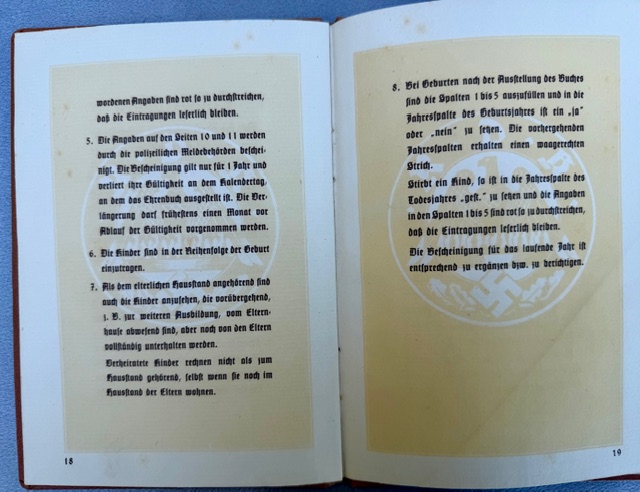 wordenen Angaben sind rot so zu durchstreichen,
daß die Eintragungen leserlich bleiben.
5. Die Angaben auf den Seiten 10 und 11 werden
durch die polizeilichen Meldebehörden beschei-
nigt. Die Bescheinigung gilt nur für 1 Jahr und
verliert ihre Gültigkeit an dem Kalendertag,
an dem das Ehrenbuch ausgestellt ist. Die Ver-
längerung darf frühestens einen Monat vor
Ablauf der Gültigkeit vorgenommen werden.
6. Die Kinder sind in der Reihenfolge der Geburt
einzutragen.
7. Als dem elterlichen Hausstand angehörend sind
auch die Kinder anzusehen, die vorübergehend,
z. B. zur weiteren Ausbildung, vom Eltern-
hause abwesend sind, aber noch von den Eltern
vollständig unterhalten werden.
Verheiratete Kinder rechnen nicht als zum
Hausstand gehörend, selbst wenn sie noch im
Hausstand der Eltern wohnen.
18
8. Bei Geburten nach der Ausstellung des Buches
sind die Spalten 1 bis 5 auszufüllen und in die
Jahresspalte des Geburtsjahres ist ein „ja“
oder „nein“ zu setzen. Die vorhergehenden
Jahresspalten erhalten einen waagerechten
Strich.
Stirbt ein Kind, so ist in die Jahresspalte des
Todesjahres „gest.“ zu setzen und die Angaben
in den Spalten 1 bis 5 sind rot so zu durchstreichen,
daß die Eintragungen leserlich bleiben.
Die Bescheinigung für das laufende Jahr ist
entsprechend zu ergänzen bzw. zu berichtigen.
19